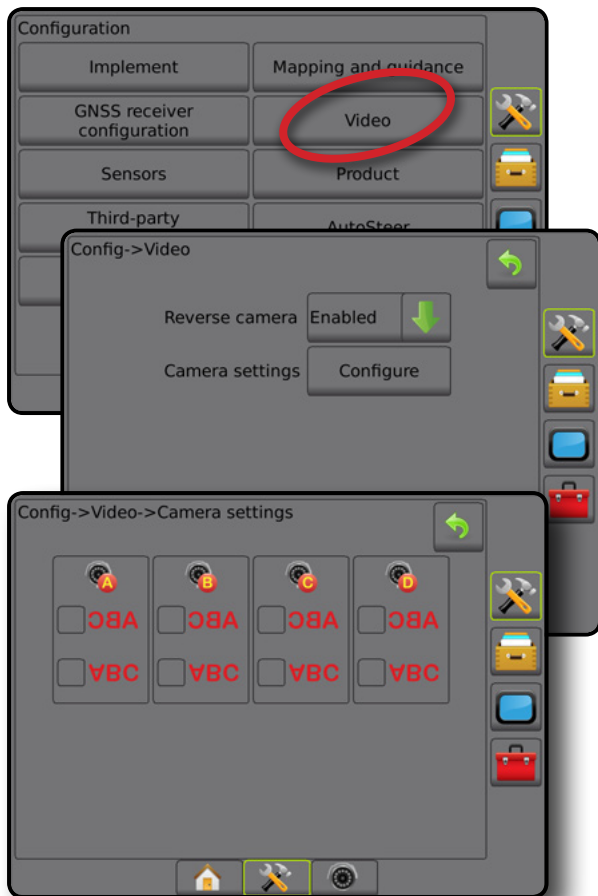 Configuration
Implement
Mapping and guidance
GNSS receiver
configuration
Video
Sensors
Product
Third-party
AutoSteer
Config->Video
Reverse camera
Enabled
Camera settings
Configure
Config->Video->Camera settings
A B C D
ABC ABC ABC ABC
ABC ABC ABC ABC